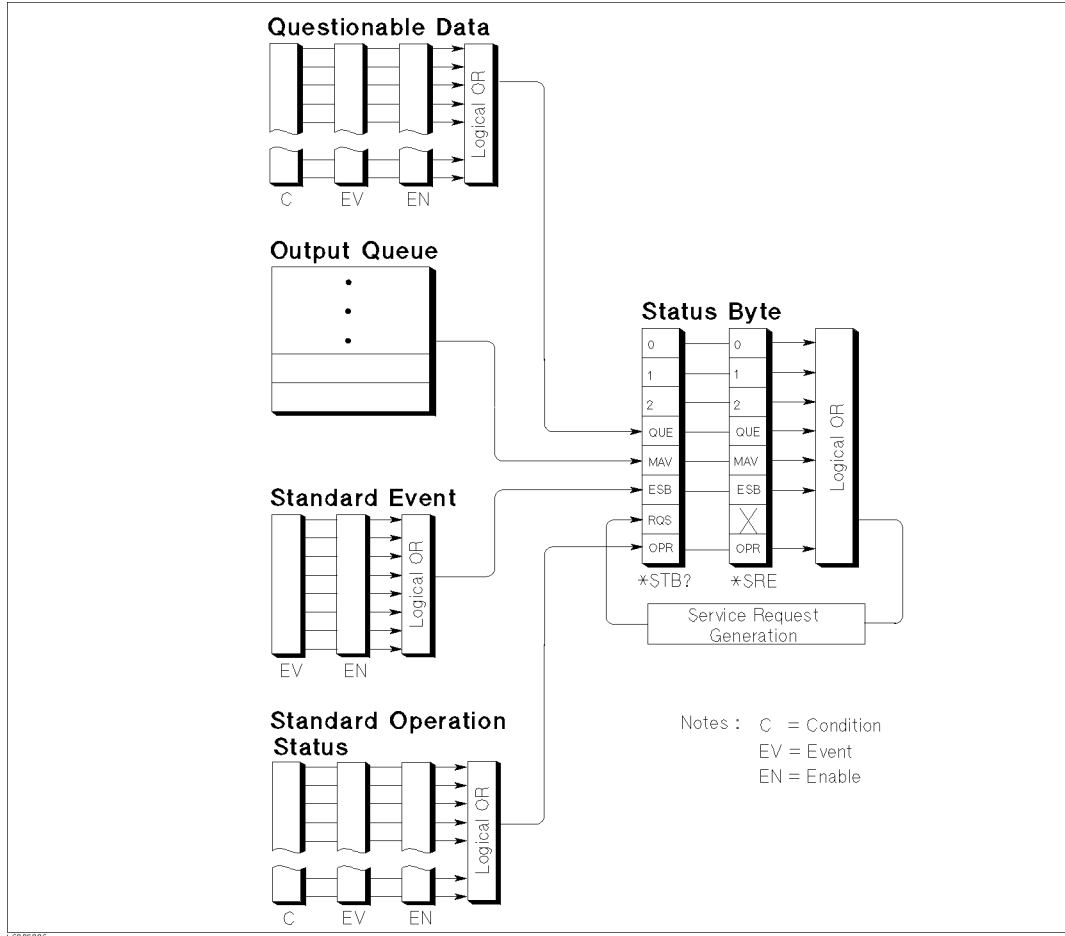 Questionable Data
Logical OR
C EV EN
Output Queue
Status Byte
0 0
1 1
2 2
QUE QUE
MAV MAV
ESB ESB
RQS
OPR OPR
Logical OR
*STB? *SRE
Service Request
Generation
Standard Event
Logical OR
EV EN
Standard Operation
Status
Logical OR
C EV EN
Notes : C = Condition
EV = Event
EN = Enable